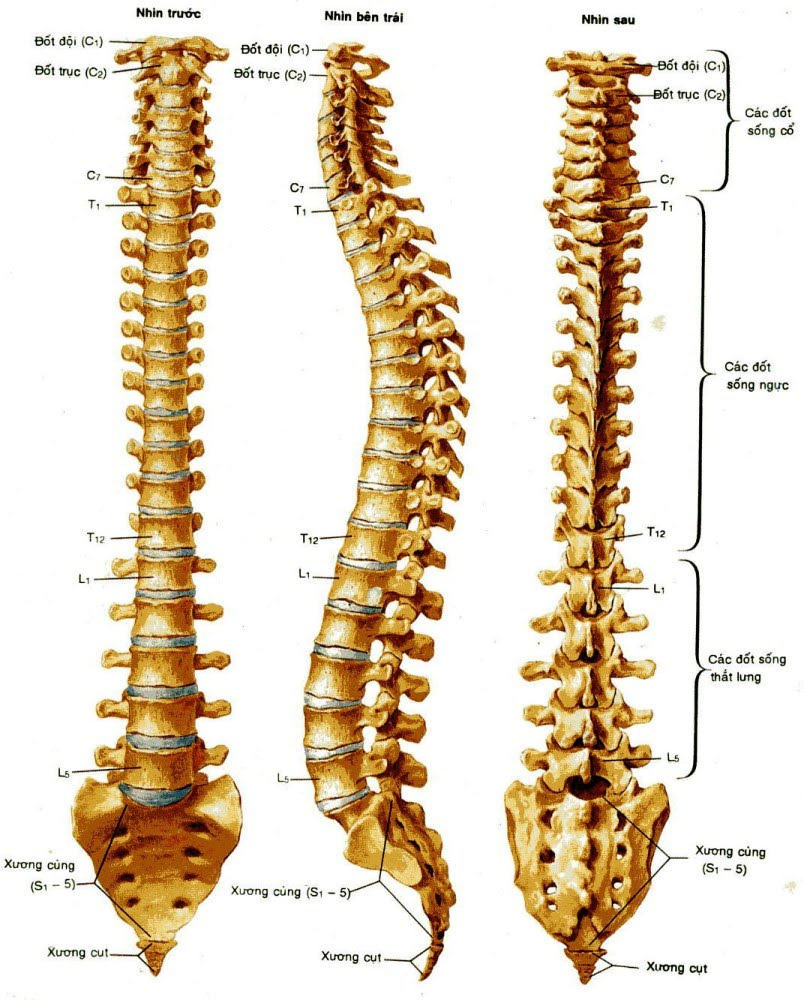 Nhìn trước
Đốt đội (C1)
Đốt trục (C2)
C7
T1
T12
L1
L5
Xương cùng
(S1 – 5)
Xương cụt
Nhìn bên trái
Đốt đội (C1)
Đốt trục (C2)
C7
T1
T12
L1
L5
Xương cùng (S1 – 5)
Xương cụt
Nhìn sau
Đốt đội (C1)
Đốt trục (C2)
C7
T1
T12
L1
L5
Các đốt
sống cổ
Các đốt
sống ngực
Các đốt sống
thắt lưng
Xương cùng
(S1 – 5)
Xương cụt